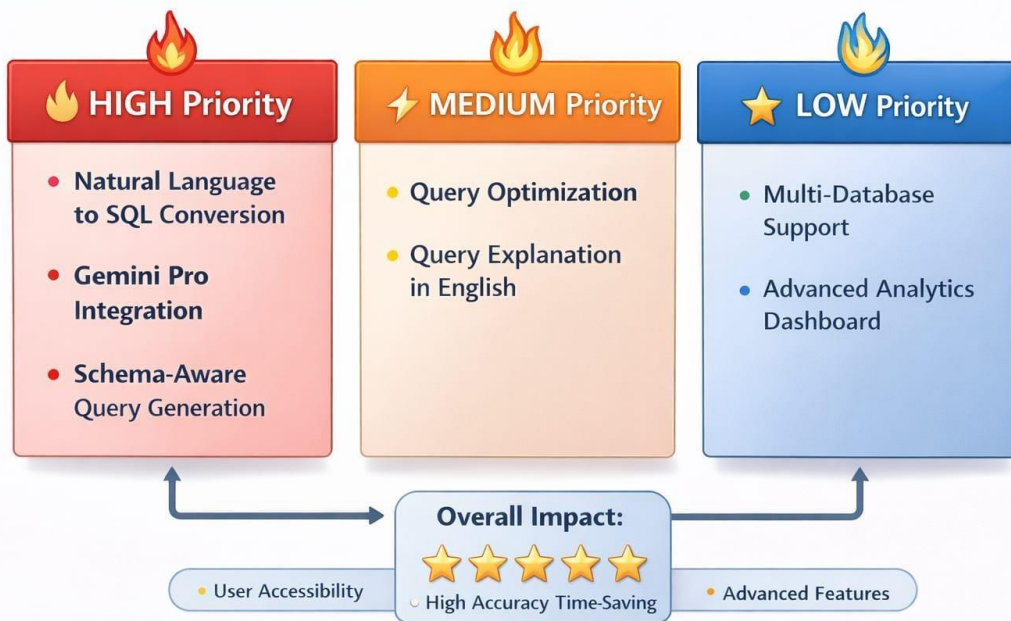 HIGH Priority
Natural Language
to SQL Conversion
Gemini Pro
Integration
Schema-Aware
Query Generation
MEDIUM Priority
Query Optimization
Query Explanation
in English
LOW Priority
Multi-Database
Support
Advanced Analytics
Dashboard
Overall Impact:
User Accessibility
High Accuracy Time-Saving
Advanced Features